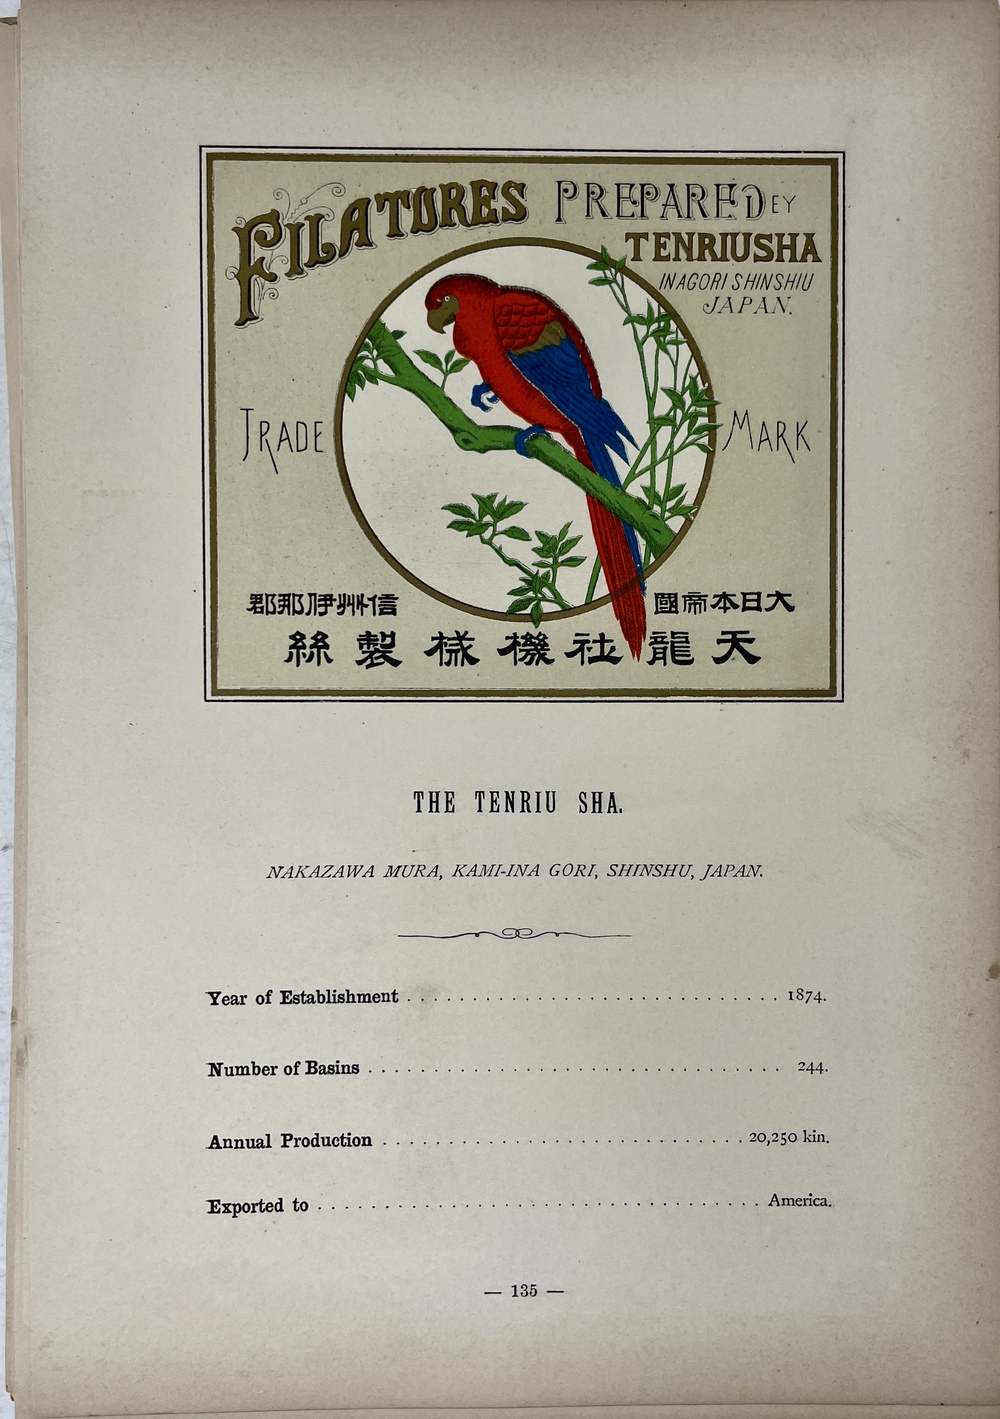 FILATURES PREPARED BY
TENRIUSHA
INAGORI SHINSHIU
JAPAN.
TRADE MARK
大日本帝國
信州伊那郡
天龍社機械製絲
THE TENRIU SHA.
NAKAZAWA MURA, KAMI-INA GORI, SHINSHU, JAPAN.
Year of Establishment . . . . . . . . . . . . . . . . . . . . . . . . . . . . . 1874.
Number of Basins . . . . . . . . . . . . . . . . . . . . . . . . . . . . . . . . 244.
Annual Production . . . . . . . . . . . . . . . . . . . . . . . . . . . . 20,250 kin.
Exported to . . . . . . . . . . . . . . . . . . . . . . . . . . . . . . . . . . America.
— 135 —